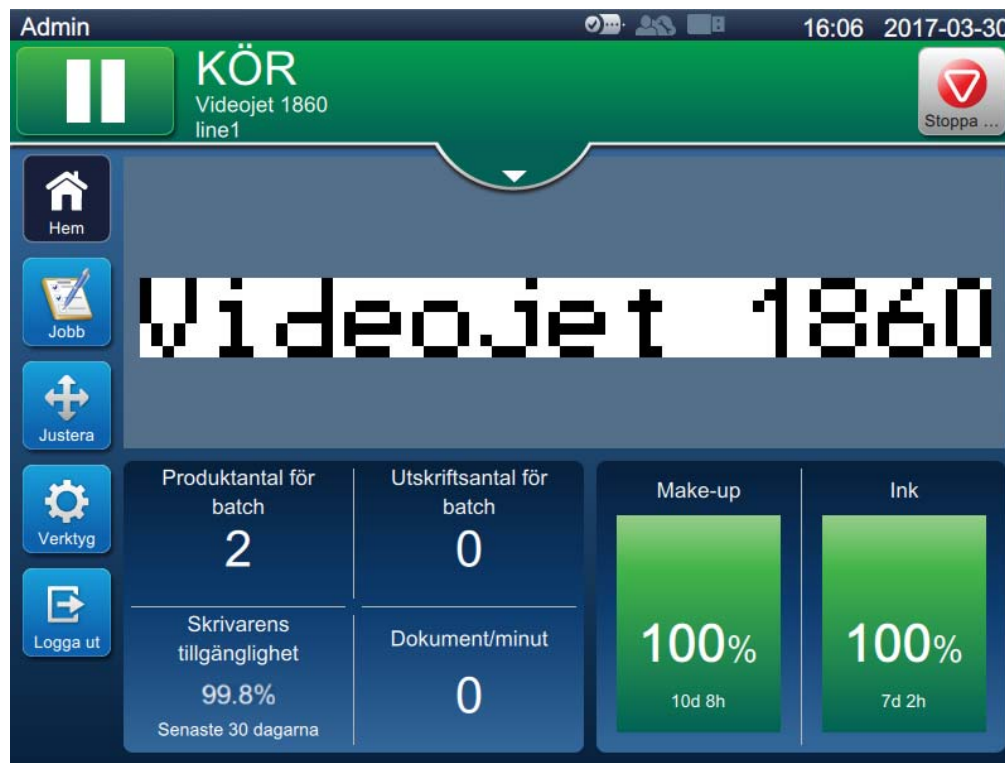 Admin
16:06 2017-03-30
KÖR
Videojet 1860
line1
Stoppa ...
Hem
Jobb
Justera
Verktyg
Logga ut
Videojet 1860
Produktantal för
batch
2
Utskriftsantal för
batch
0
Skrivarens
tillgänglighet
99.8%
Senaste 30 dagarna
Dokument/minut
0
Make-up
100%
10d 8h
Ink
100%
7d 2h